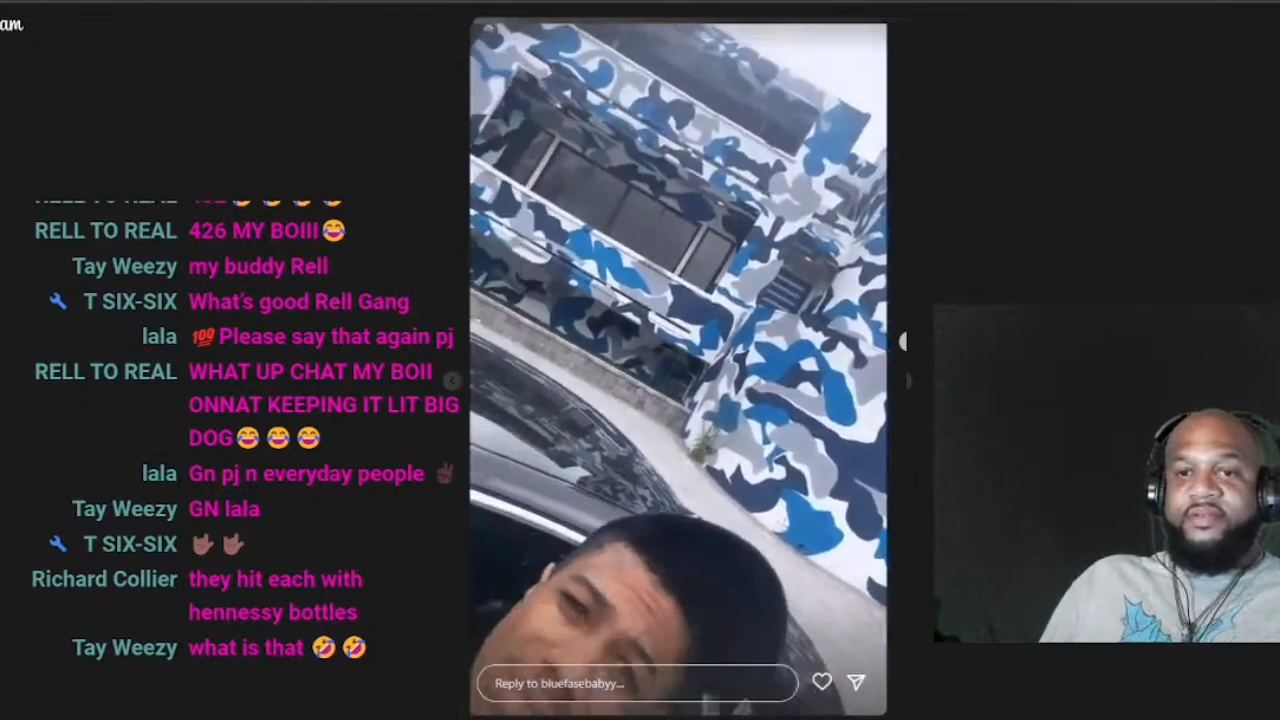 am
RELL TO REAL 426 MY BOIII😂
Tay Weezy my buddy Rell
T SIX-SIX What's good Rell Gang
lala 💯Please say that again pj
RELL TO REAL WHAT UP CHAT MY BOII
ONNAT KEEPING IT LIT BIG
DOG😂😂😂
lala Gn pj n everyday people ✌🏿
Tay Weezy GN lala
T SIX-SIX 🤟🏽🤟🏽
Richard Collier they hit each with
hennessy bottles
Tay Weezy what is that 🤣🤣
Reply to bluefasebabyy...